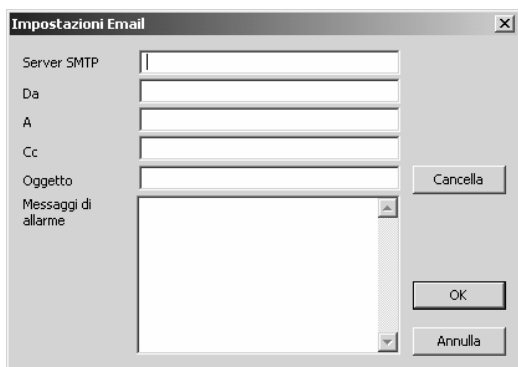 Impostazioni Email
Server SMTP
Da
A
Cc
Oggetto
Cancella
Messaggi di
allarme
OK
Annulla